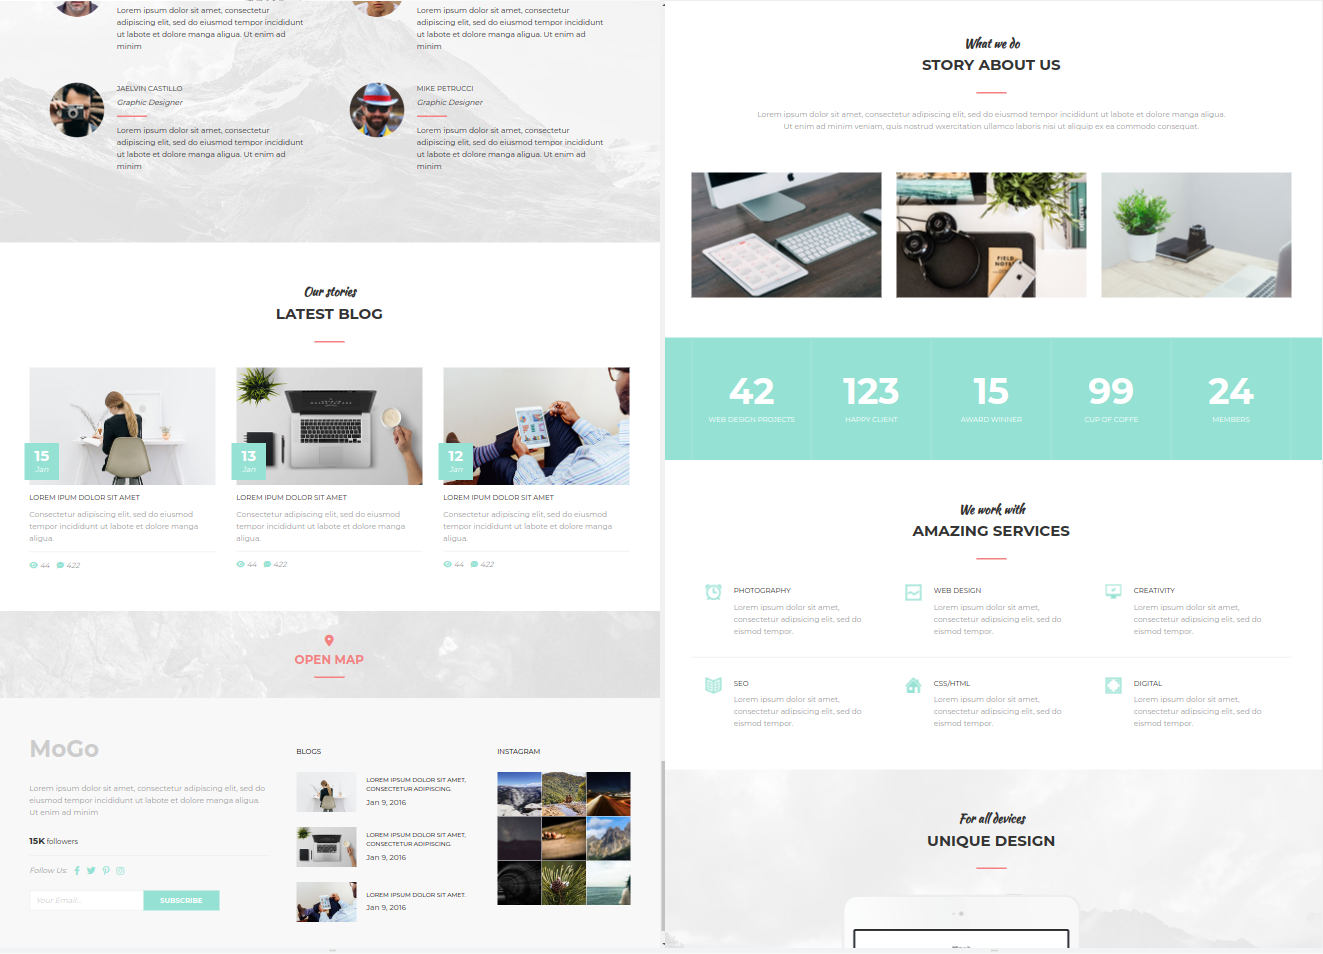 Lorem ipsum dolor sit amet, consectetur
adipiscing elit, sed do eiusmod tempor incididunt
ut labote et dolore manga aliqua. Ut enim ad
minim
Lorem ipsum dolor sit amet, consectetur
adipiscing elit, sed do eiusmod tempor incididunt
ut labote et dolore manga aliqua. Ut enim ad
minim
JAELVIN CASTILLO
Graphic Designer
Lorem ipsum dolor sit amet, consectetur
adipiscing elit, sed do eiusmod tempor incididunt
ut labote et dolore manga aliqua. Ut enim ad
minim
MIKE PETRUCCI
Graphic Designer
Lorem ipsum dolor sit amet, consectetur
adipiscing elit, sed do eiusmod tempor incididunt
ut labote et dolore manga aliqua. Ut enim ad
minim
Our stories
LATEST BLOG
15
Jan
LOREM IPUM DOLOR SIT AMET
Consectetur adipiscing elit, sed do eiusmod
tempor incididunt ut labote et dolore manga
aliqua.
44 422
13
Jan
LOREM IPUM DOLOR SIT AMET
Consectetur adipiscing elit, sed do eiusmod
tempor incididunt ut labote et dolore manga
aliqua.
44 422
12
Jan
LOREM IPUM DOLOR SIT AMET
Consectetur adipiscing elit, sed do eiusmod
tempor incididunt ut labote et dolore manga
aliqua.
44 422
OPEN MAP
MoGo
Lorem ipsum dolor sit amet, consectetur adipiscing elit, sed do
eiusmod tempor incididunt ut labote et dolore manga aliqua.
Ut enim ad minim
15K followers
Follow Us:
Your Email...
SUBSCRIBE
BLOGS
LOREM IPSUM DOLOR SIT AMET,
CONSECTETUR ADIPISCING.
Jan 9, 2016
LOREM IPSUM DOLOR SIT AMET,
CONSECTETUR ADIPISCING.
Jan 9, 2016
LOREM IPSUM DOLOR SIT AMET.
Jan 9, 2016
INSTAGRAM
What we do
STORY ABOUT US
Lorem ipsum dolor sit amet, consectetur adipiscing elit, sed do eiusmod tempor incididunt ut labore et dolore magna aliqua.
Ut enim ad minim veniam, quis nostrud wxercitation ullamco laboris nisi ut aliquip ex ea commodo consequat.
FIELD
NOTES
42
WEB DESIGN PROJECTS
123
HAPPY CLIENT
15
AWARD WINNER
99
CUP OF COFFE
24
MEMBERS
We work with
AMAZING SERVICES
PHOTOGRAPHY
Lorem ipsum dolor sit amet,
consectetur adipsicing elit, sed do
eismod tempor.
WEB DESIGN
Lorem ipsum dolor sit amet,
consectetur adipsicing elit, sed do
eismod tempor.
CREATIVITY
Lorem ipsum dolor sit amet,
consectetur adipsicing elit, sed do
eismod tempor.
SEO
Lorem ipsum dolor sit amet,
consectetur adipsicing elit, sed do
eismod tempor.
CSS/HTML
Lorem ipsum dolor sit amet,
consectetur adipsicing elit, sed do
eismod tempor.
DIGITAL
Lorem ipsum dolor sit amet,
consectetur adipsicing elit, sed do
eismod tempor.
For all devices
UNIQUE DESIGN